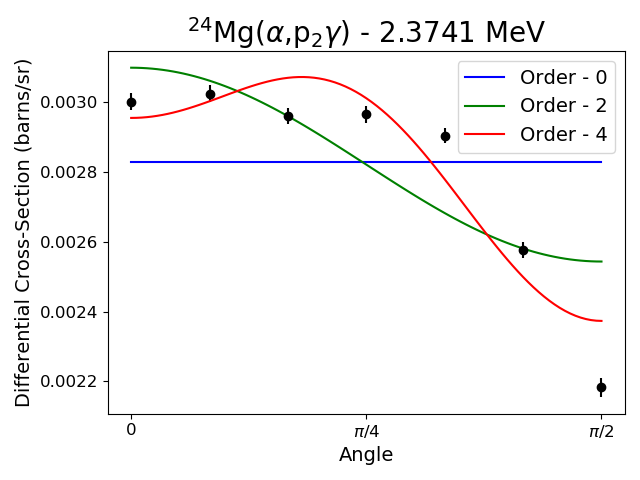 ²⁴Mg(α,p₂γ) - 2.3741 MeV
Order - 0
Order - 2
Order - 4
Differential Cross-Section (barns/sr)
0.0030
0.0028
0.0026
0.0024
0.0022
0
π/4
π/2
Angle